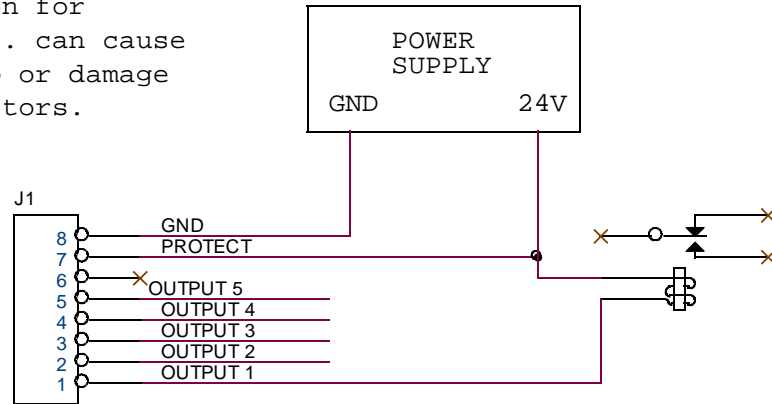 for
. can cause
or damage
tors.
POWER
SUPPLY
GND 24V
J1
8 GND
7 PROTECT
6
5 OUTPUT 5
4 OUTPUT 4
3 OUTPUT 3
2 OUTPUT 2
1 OUTPUT 1